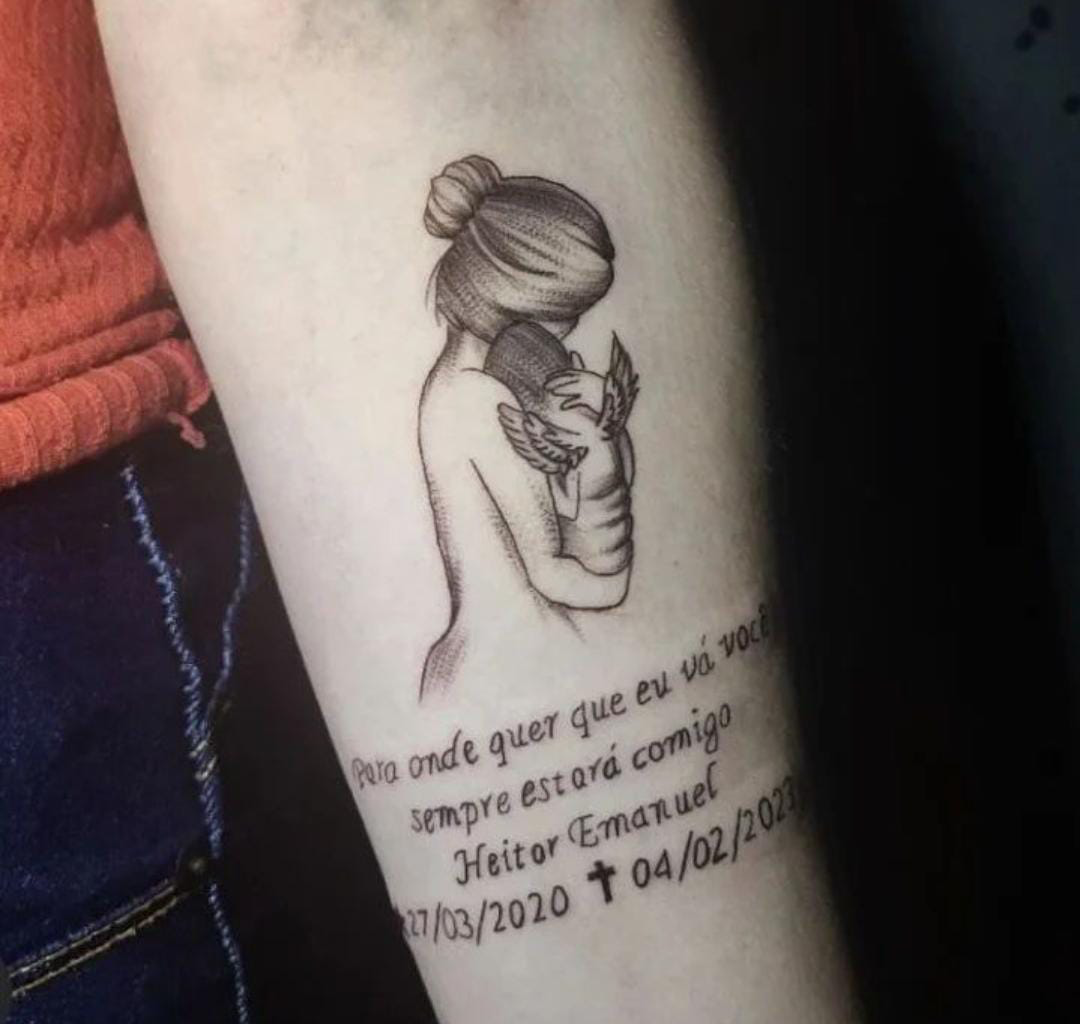 Para onde quer que eu vá você
sempre estará comigo
Heitor Emanuel
27/03/2020 ✝ 04/02/2023